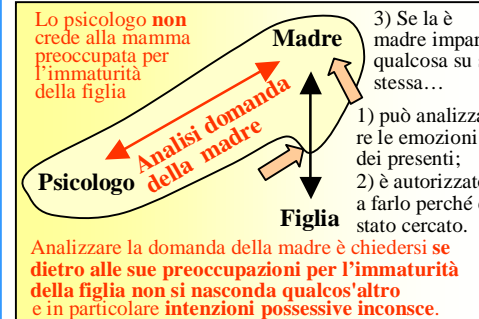 Lo psicologo non
crede alla mamma
preoccupata per
l'immaturità
della figlia
Madre
3) Se la è
madre impar
qualcosa su
stessa…
Analisi domanda
della madre
1) può analizza
re le emozioni
dei presenti;
2) è autorizzato
a farlo perché
stato cercato.
Psicologo
Figlia
Analizzare la domanda della madre è chiedersi se
dietro alle sue preoccupazioni per l'immaturità
della figlia non si nasconda qualcos'altro
e in particolare intenzioni possessive inconsce.